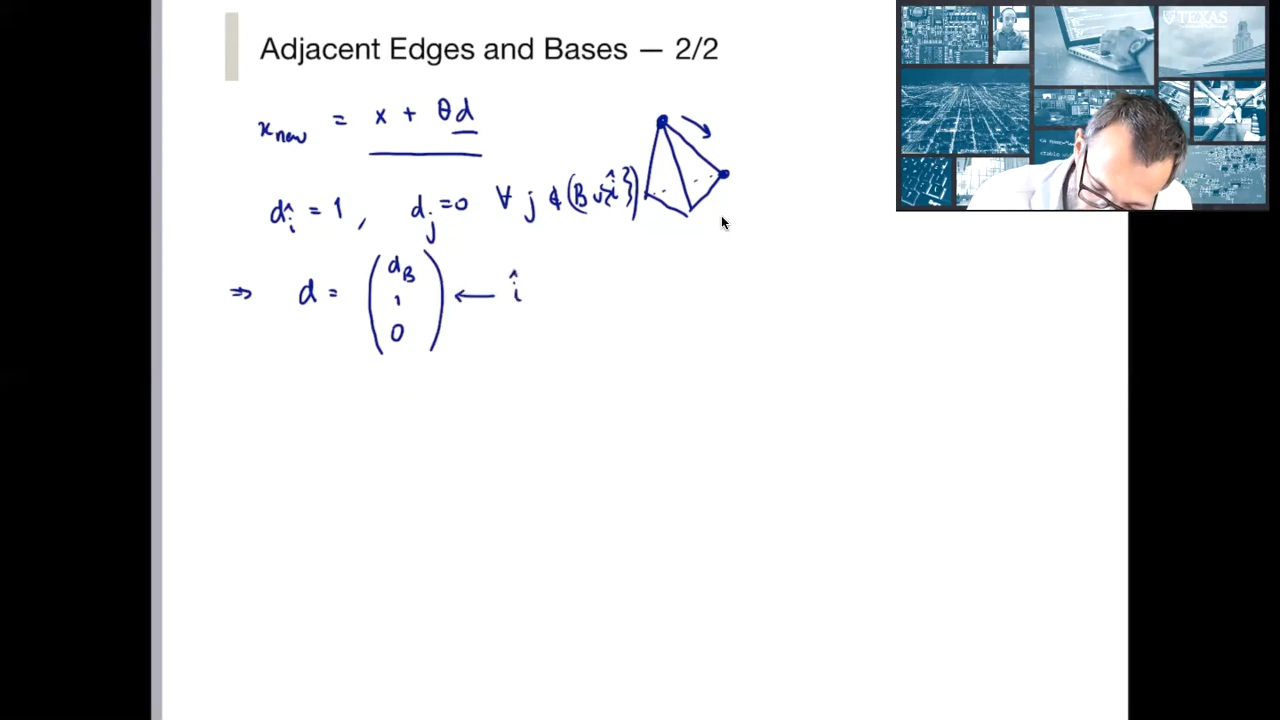 Adjacent Edges and Bases — 2/2
TEXAS
x_new = x + θd
d_î = 1 , d_j = 0 ∀ j ∉ (B ∪ {î})
⇒ d = (d_B 1 0) ← î